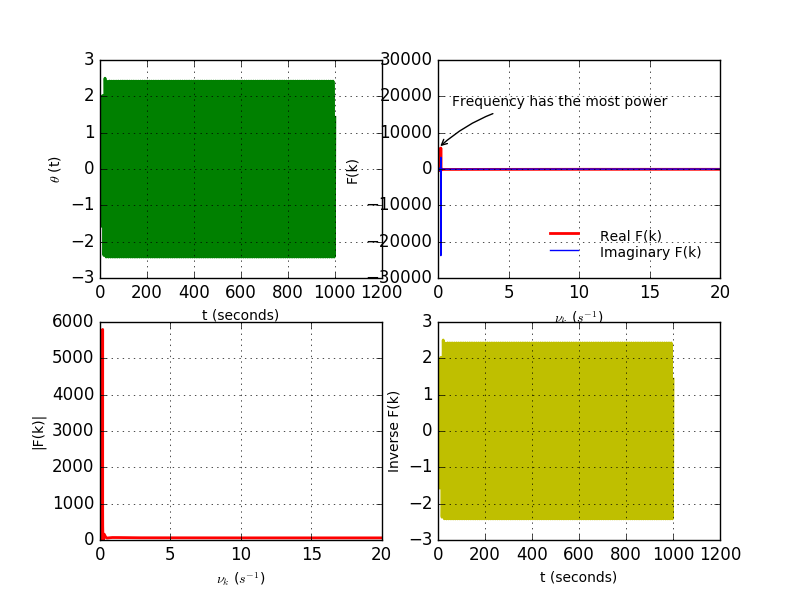 3
2
1
0
−1
−2
−3
θ (t)
0 200 400 600 800 1000 1200
t (seconds)
30000
20000
10000
0
−10000
−20000
−30000
F(k)
Frequency has the most power
Real F(k)
Imaginary F(k)
0 5 10 15 20
ν_k (s⁻¹)
6000
5000
4000
3000
2000
1000
0
|F(k)|
0 5 10 15 20
ν_k (s⁻¹)
3
2
1
0
−1
−2
−3
Inverse F(k)
0 200 400 600 800 1000 1200
t (seconds)